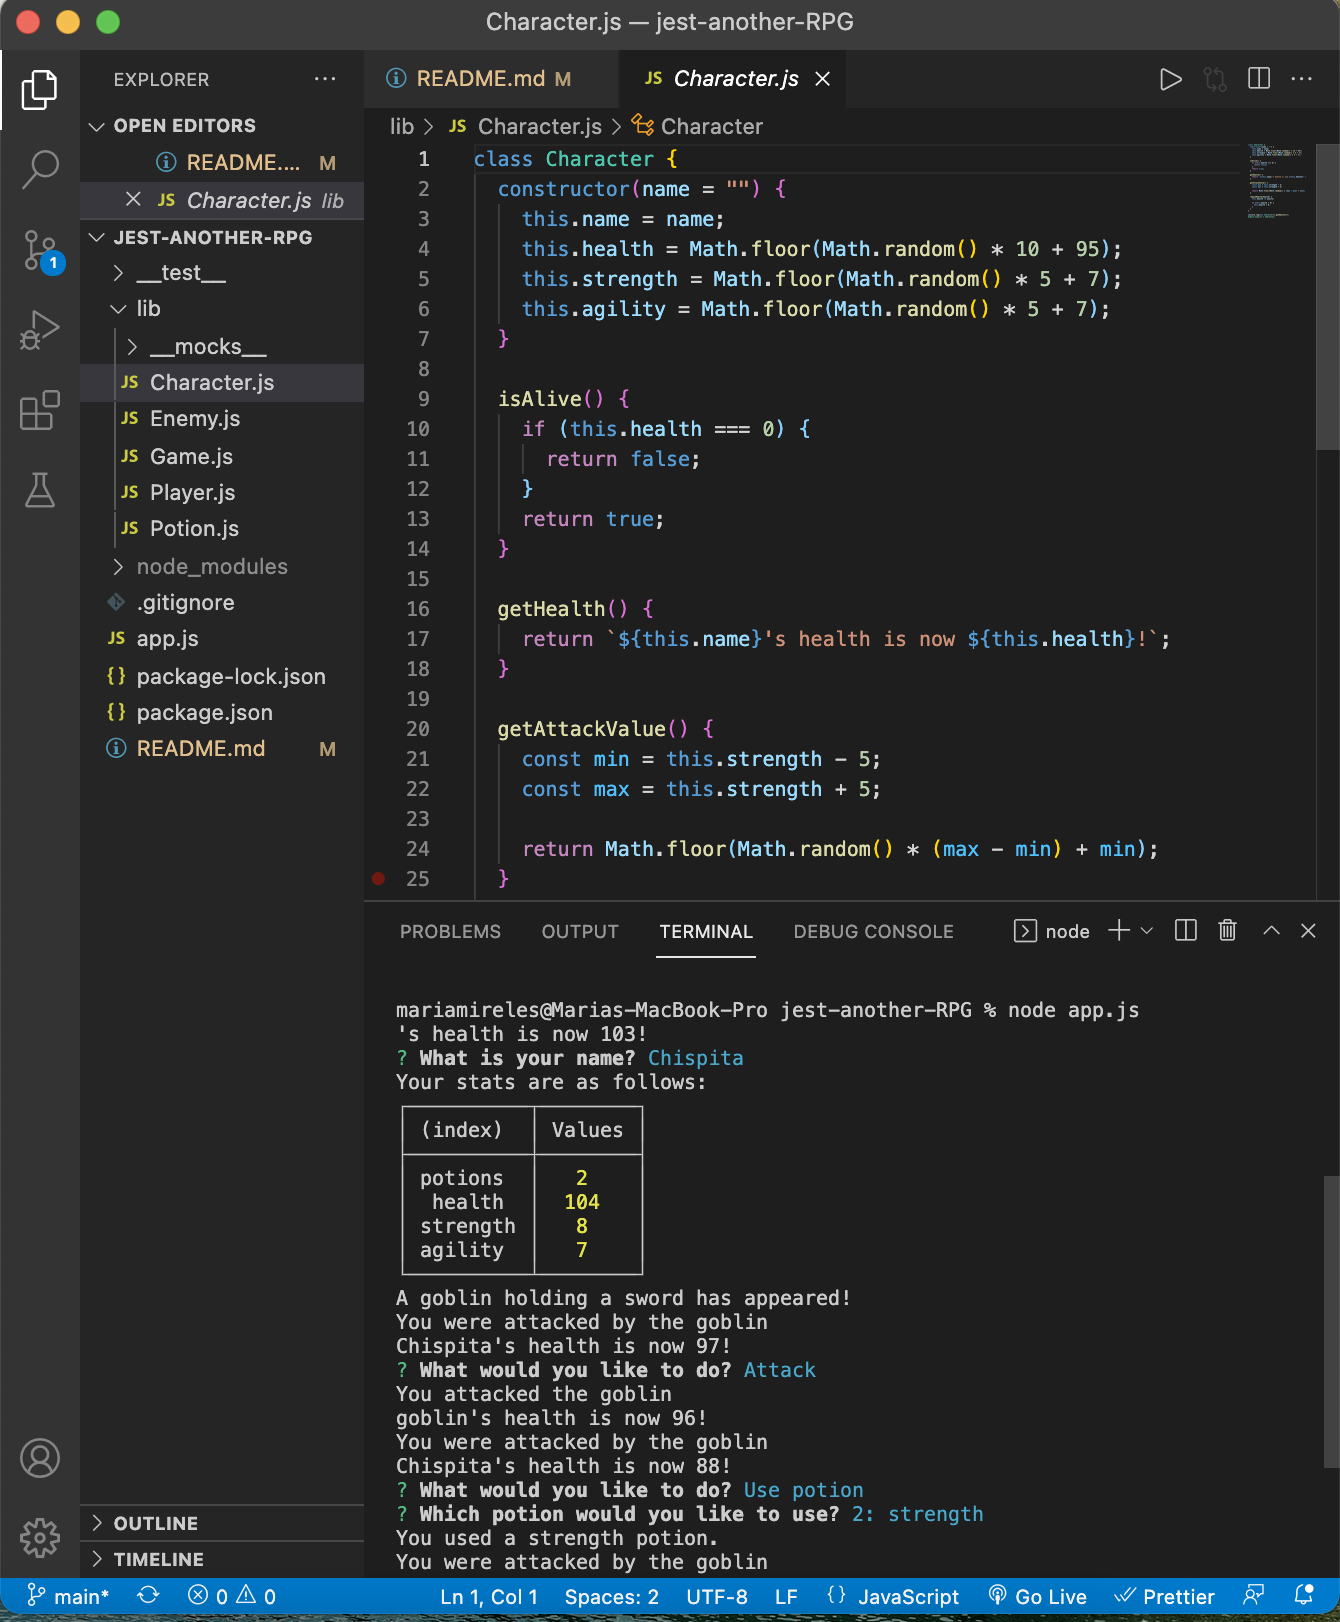 Character.js — jest-another-RPG
EXPLORER
OPEN EDITORS
README.... M
JS Character.js lib
JEST-ANOTHER-RPG
__test__
lib
__mocks__
JS Character.js
JS Enemy.js
JS Game.js
JS Player.js
JS Potion.js
node_modules
.gitignore
JS app.js
{} package-lock.json
{} package.json
README.md M
OUTLINE
TIMELINE
1
README.md M
JS Character.js
lib > JS Character.js > Character
1 class Character {
2 constructor(name = "") {
3 this.name = name;
4 this.health = Math.floor(Math.random() * 10 + 95);
5 this.strength = Math.floor(Math.random() * 5 + 7);
6 this.agility = Math.floor(Math.random() * 5 + 7);
7 }
8
9 isAlive() {
10 if (this.health === 0) {
11 return false;
12 }
13 return true;
14 }
15
16 getHealth() {
17 return `${this.name}'s health is now ${this.health}!`;
18 }
19
20 getAttackValue() {
21 const min = this.strength - 5;
22 const max = this.strength + 5;
23
24 return Math.floor(Math.random() * (max - min) + min);
25 }
PROBLEMS OUTPUT TERMINAL DEBUG CONSOLE node
mariamireles@Marias-MacBook-Pro jest-another-RPG % node app.js
's health is now 103!
? What is your name? Chispita
Your stats are as follows:
(index) Values
potions 2
health 104
strength 8
agility 7
A goblin holding a sword has appeared!
You were attacked by the goblin
Chispita's health is now 97!
? What would you like to do? Attack
You attacked the goblin
goblin's health is now 96!
You were attacked by the goblin
Chispita's health is now 88!
? What would you like to do? Use potion
? Which potion would you like to use? 2: strength
You used a strength potion.
You were attacked by the goblin
main* 0 0 Ln 1, Col 1 Spaces: 2 UTF-8 LF {} JavaScript Go Live Prettier